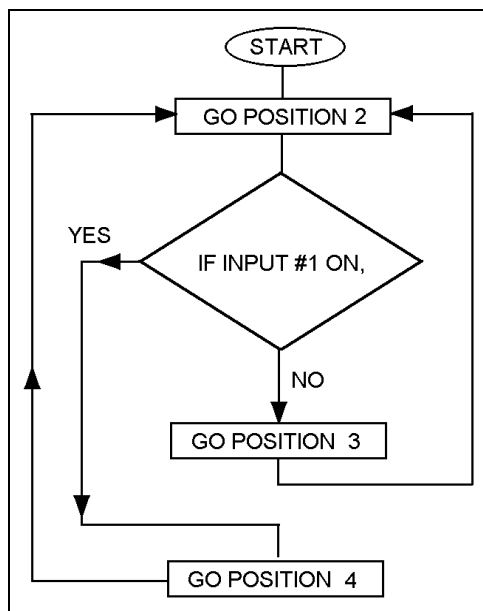 START
GO POSITION 2
YES
IF INPUT #1 ON,
NO
GO POSITION 3
GO POSITION 4